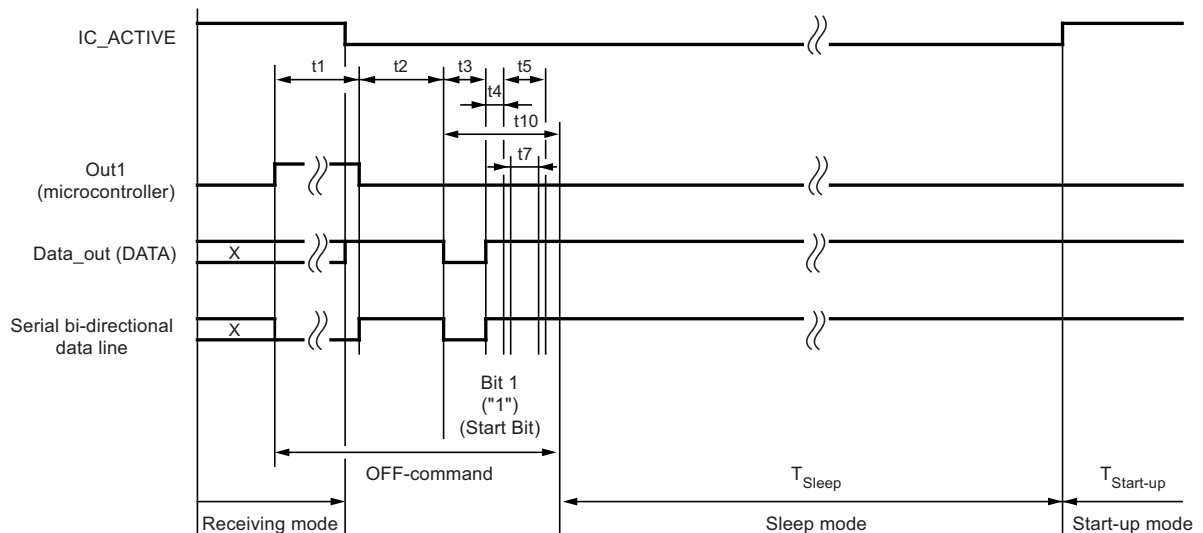 IC_ACTIVE
t1
t2
t3
t5
t4
t10
t7
Out1
(microcontroller)
Data_out (DATA)
X
Serial bi-directional
data line
X
Bit 1
("1")
(Start Bit)
OFF-command
TSleep
TStart-up
Receiving mode
Sleep mode
Start-up mode